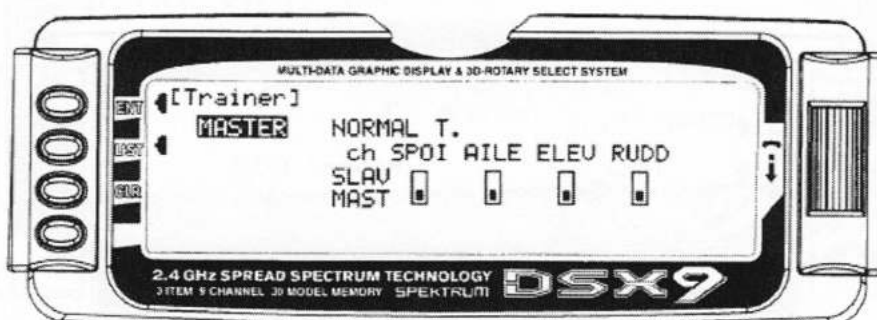 MULTI-DATA GRAPHIC DISPLAY & 3D-ROTARY SELECT SYSTEM
ENT [Trainer]
MASTER NORMAL T.
LIST ch SPOI AILE ELEV RUDD
SLAV
CLR MAST
2.4 GHz SPREAD SPECTRUM TECHNOLOGY
3 ITEM 9 CHANNEL 30 MODEL MEMORY SPEKTRUM DSX9